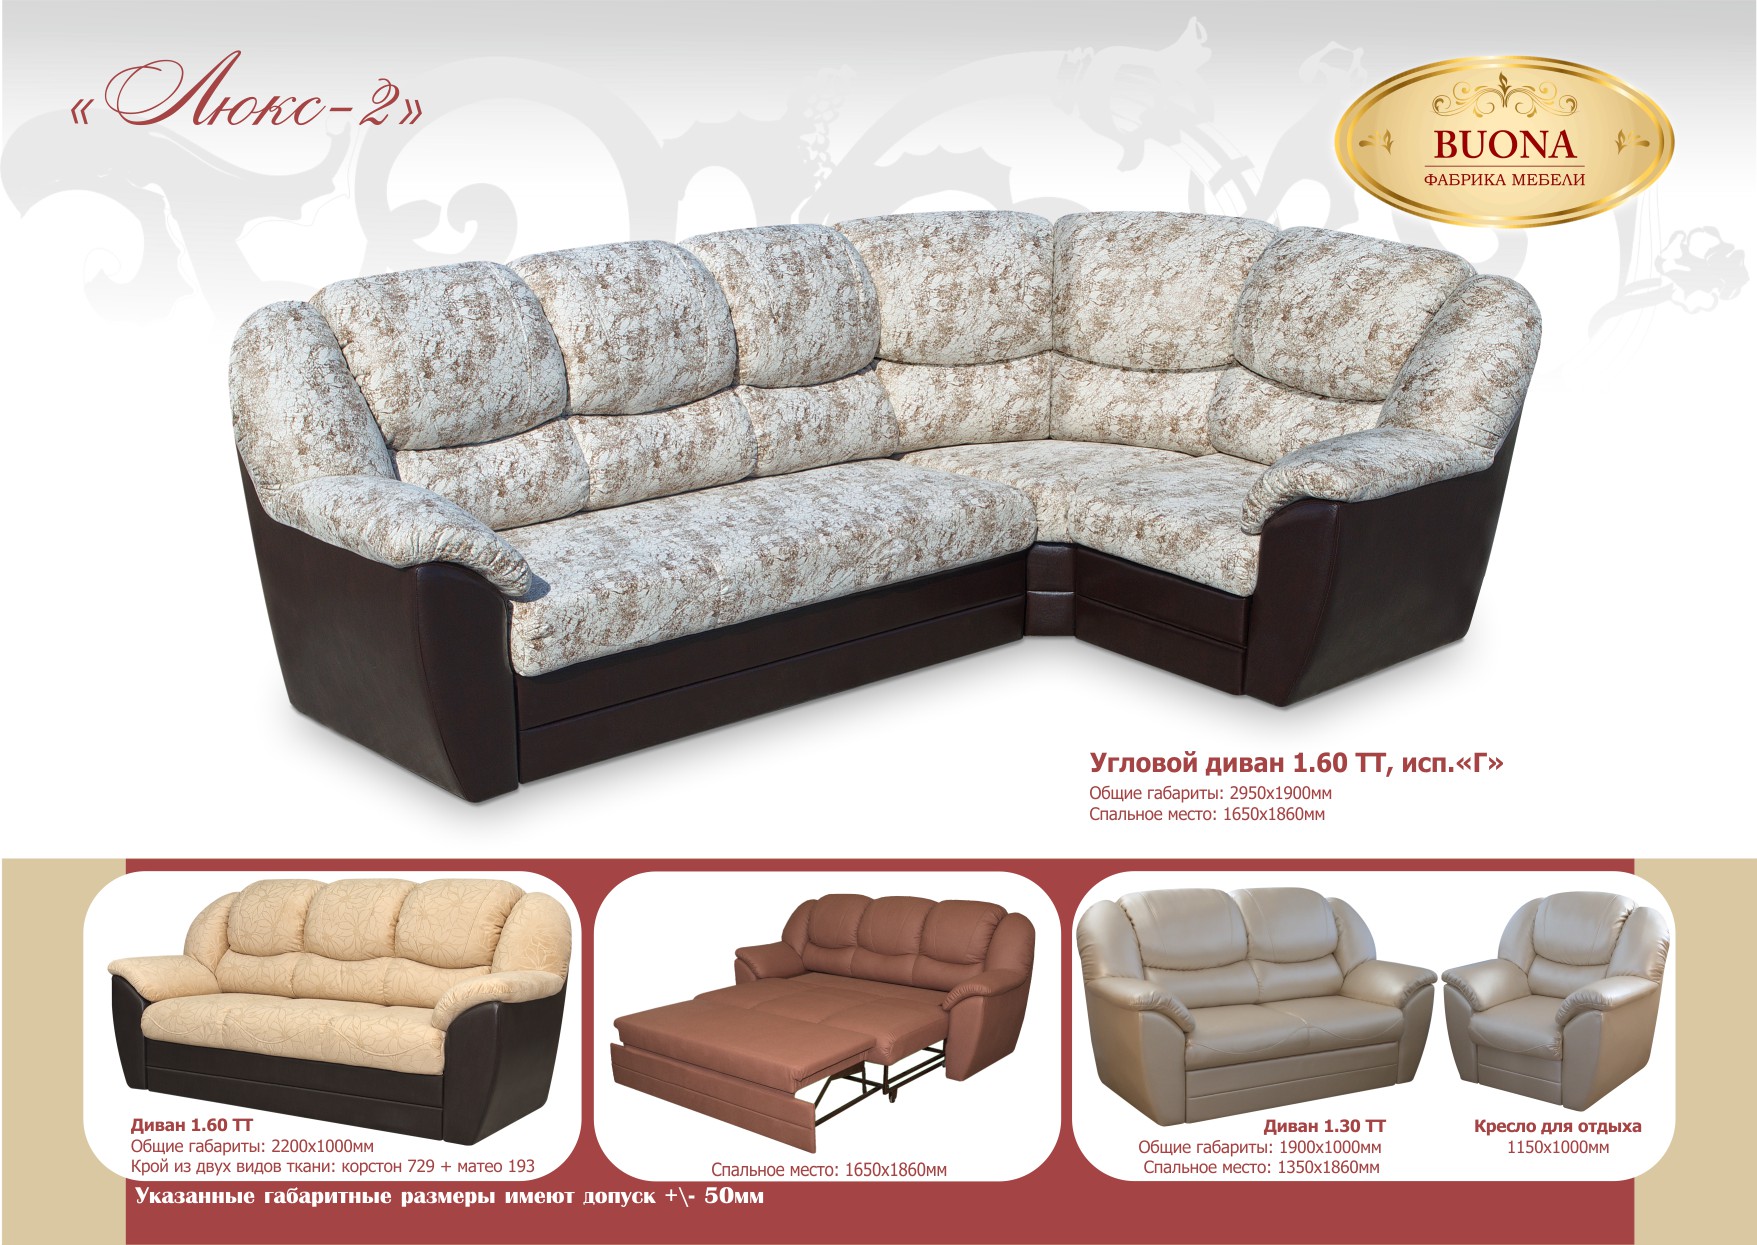 «Люкс-2»
BUONA
ФАБРИКА МЕБЕЛИ
Угловой диван 1.60 ТТ, исп.«Г»
Общие габариты: 2950х1900мм
Спальное место: 1650х1860мм
Диван 1.60 ТТ
Общие габариты: 2200х1000мм
Крой из двух видов ткани: корстон 729 + матео 193
Спальное место: 1650х1860мм
Диван 1.30 ТТ
Общие габариты: 1900х1000мм
Спальное место: 1350х1860мм
Кресло для отдыха
1150х1000мм
Указанные габаритные размеры имеют допуск +\- 50мм